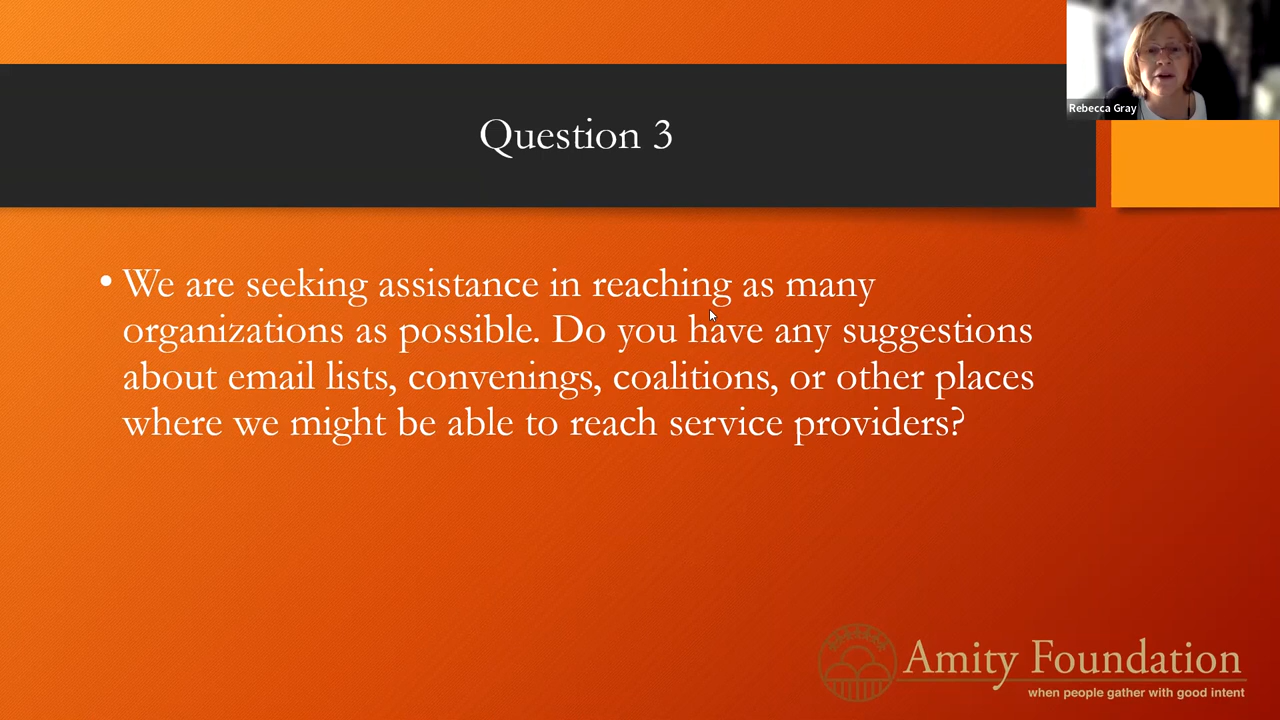 Rebecca Gray
Question 3
• We are seeking assistance in reaching as many
organizations as possible. Do you have any suggestions
about email lists, convenings, coalitions, or other places
where we might be able to reach service providers?
Amity Foundation
when people gather with good intent